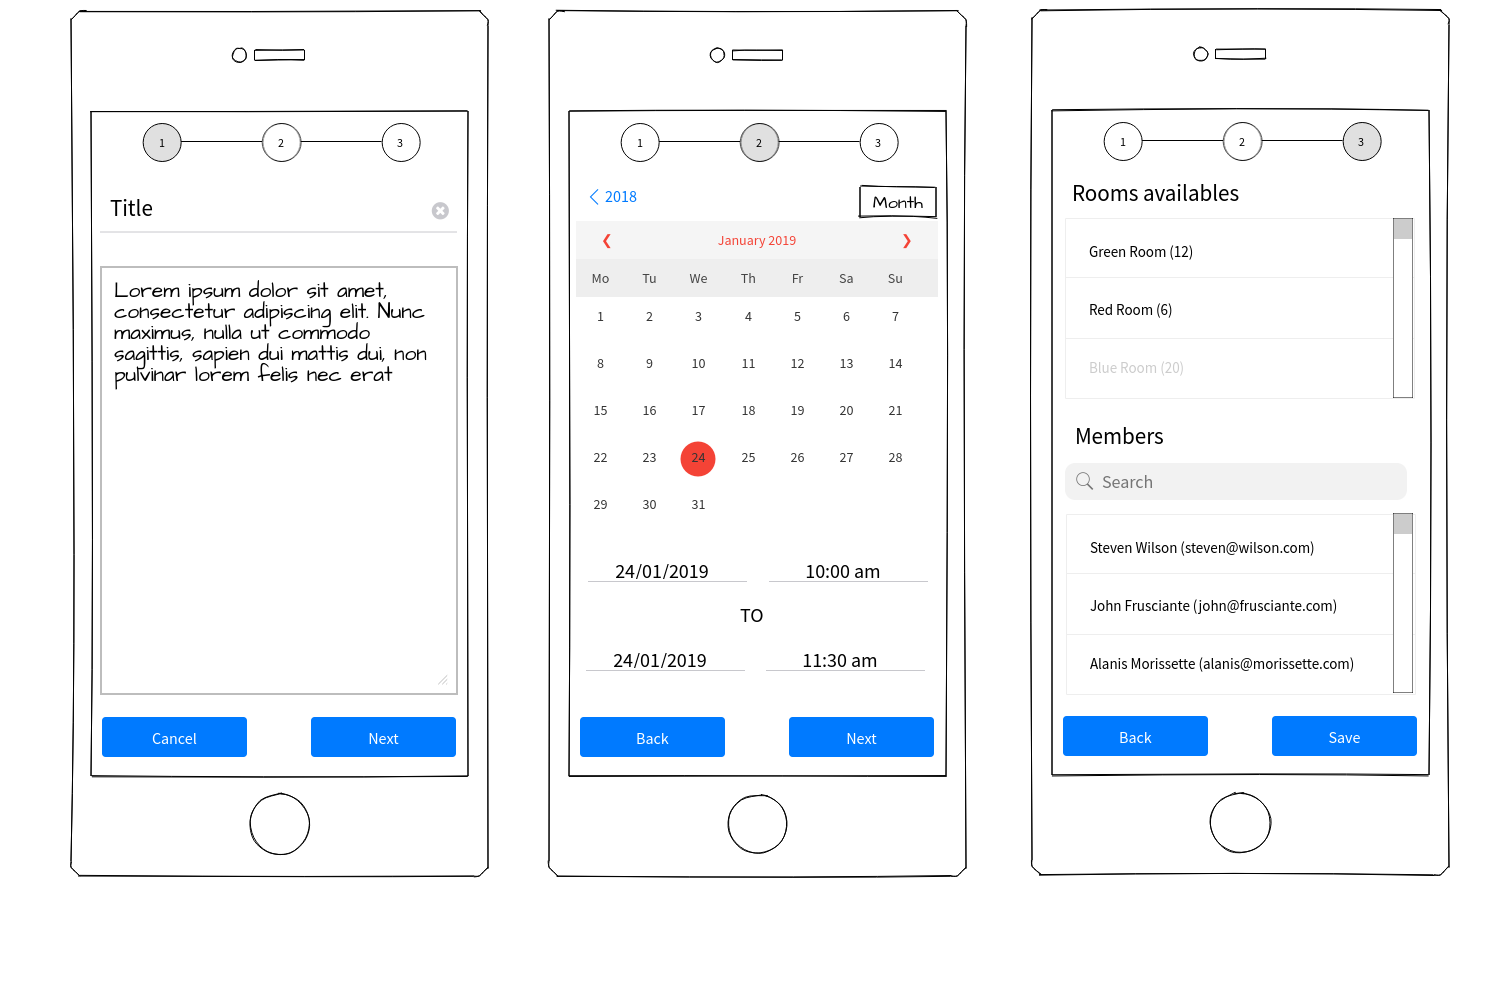 1 2 3
Title
Lorem ipsum dolor sit amet,
consectetur adipiscing elit. Nunc
maximus, nulla ut commodo
sagittis, sapien dui mattis dui, non
pulvinar lorem felis nec erat
Cancel Next
1 2 3
2018 Month
January 2019
Mo Tu We Th Fr Sa Su
1 2 3 4 5 6 7
8 9 10 11 12 13 14
15 16 17 18 19 20 21
22 23 24 25 26 27 28
29 30 31
24/01/2019 10:00 am
TO
24/01/2019 11:30 am
Back Next
1 2 3
Rooms availables
Green Room (12)
Red Room (6)
Blue Room (20)
Members
Search
Steven Wilson (steven@wilson.com)
John Frusciante (john@frusciante.com)
Alanis Morissette (alanis@morissette.com)
Back Save